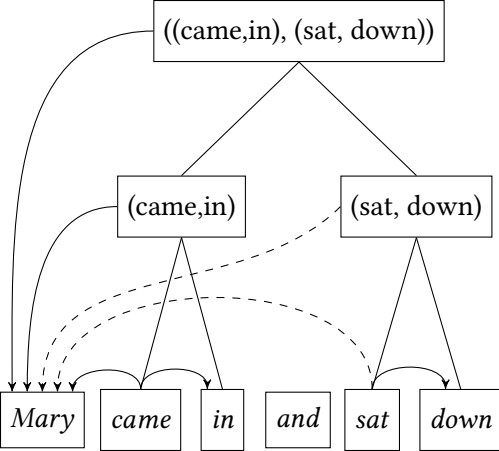 ((came,in), (sat, down))
(came,in) (sat, down)
Mary came in and sat down